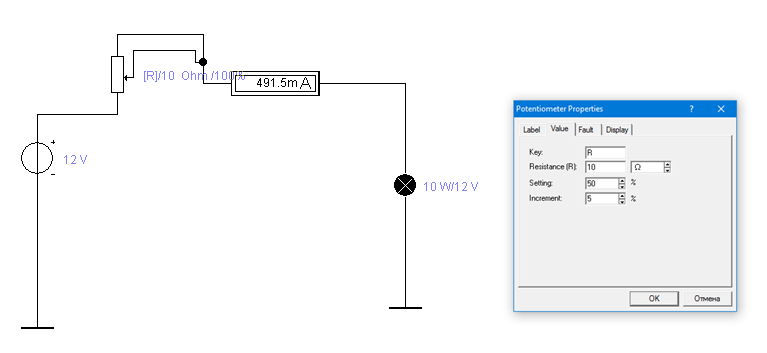 [R]/10 Ohm /100%
491.5m A
12 V
+
-
10 W/12 V
Potentiometer Properties
?
Label Value Fault Display
Key: R
Resistance (R): 10 Ω
Setting: 50 %
Increment: 5 %
OK Отмена